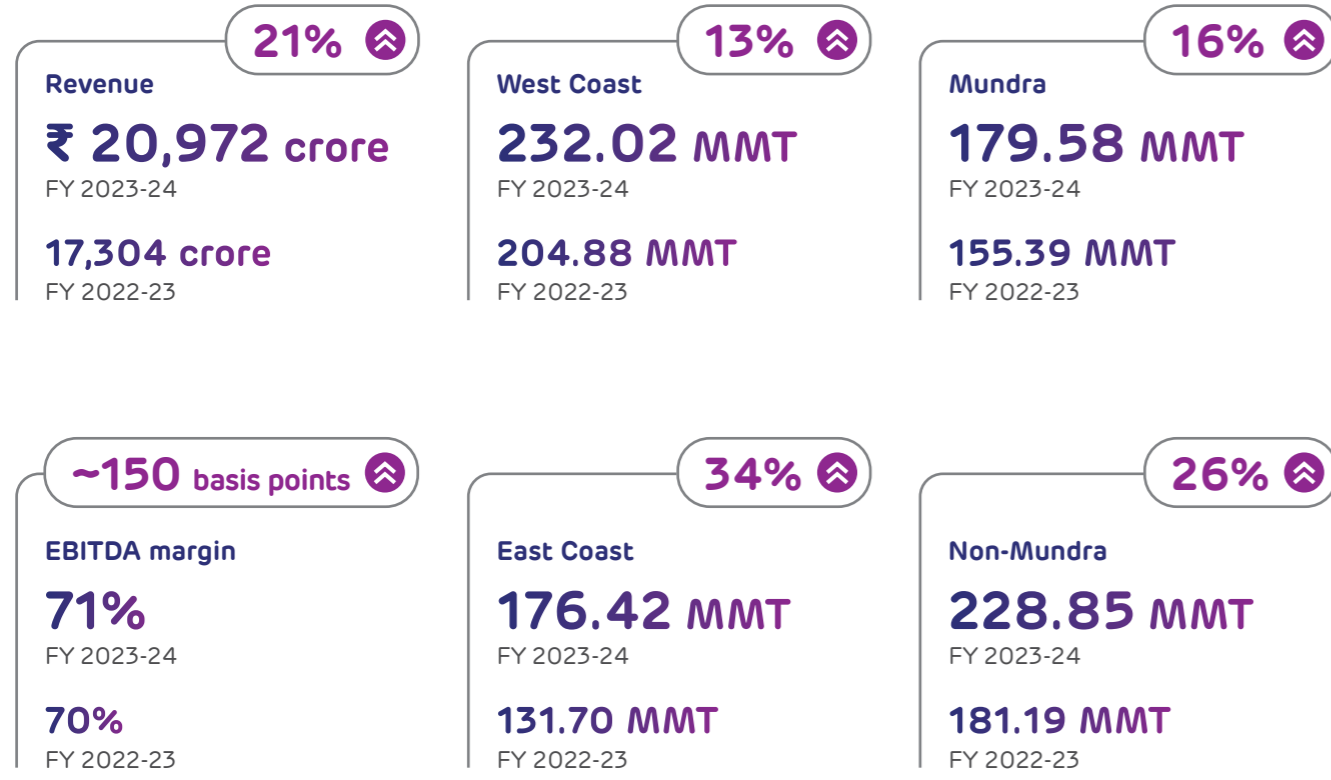 21%
Revenue
₹ 20,972 crore
FY 2023-24
17,304 crore
FY 2022-23
13%
West Coast
232.02 MMT
FY 2023-24
204.88 MMT
FY 2022-23
16%
Mundra
179.58 MMT
FY 2023-24
155.39 MMT
FY 2022-23
~150 basis points
EBITDA margin
71%
FY 2023-24
70%
FY 2022-23
34%
East Coast
176.42 MMT
FY 2023-24
131.70 MMT
FY 2022-23
26%
Non-Mundra
228.85 MMT
FY 2023-24
181.19 MMT
FY 2022-23